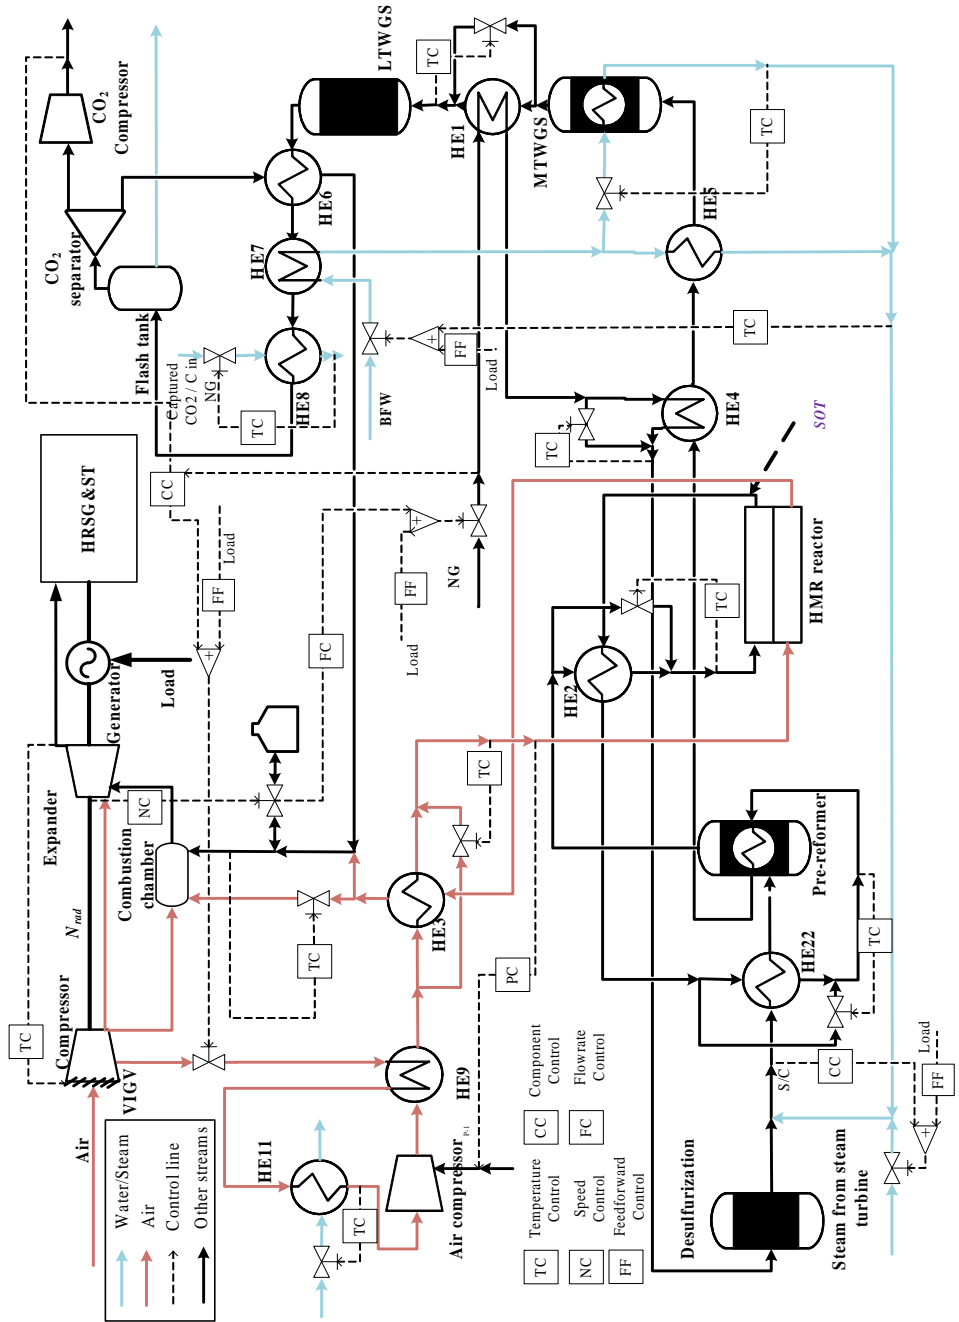 Air
Compressor
VIGV
TC
N_rad
Expander
Generator
HRSG&ST
Load
CO2
separator
CO2
Compressor
Water/Steam
Air
Control line
Other streams
Combustion
chamber
NC
CC
FF
Load
Flash tank
Captured
CO2 / C in
NG
TC
HE8
HE7
HE6
LTWGS
HE11
TC
HE9
TC
HE3
FC
FF
Load
NG
BFW
FF
Load
HE1
TC
MTWGS
Air compressor
P-1
PC
TC
TC
Temperature
Control
Speed
Control
Feedforward
Control
Component
Control
Flowrate
Control
TC
NC
FF
CC
FC
HE2
TC
TC
HE4
HE5
TC
TC
HMR reactor
SOT
Desulfurization
S/C
HE22
TC
Pre-reformer
CC
FF
Load
Steam from steam
turbine